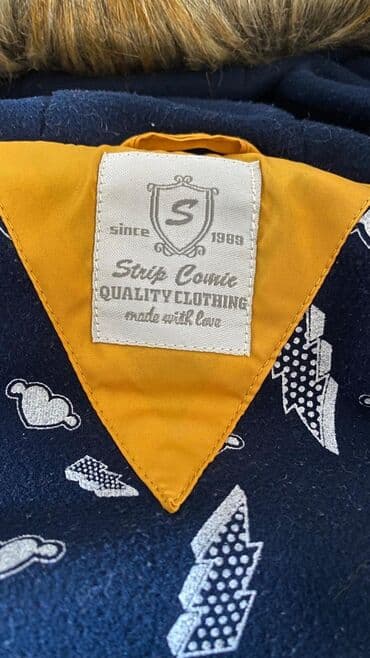 S
since 1989
Strip Comic
QUALITY CLOTHING
made with love